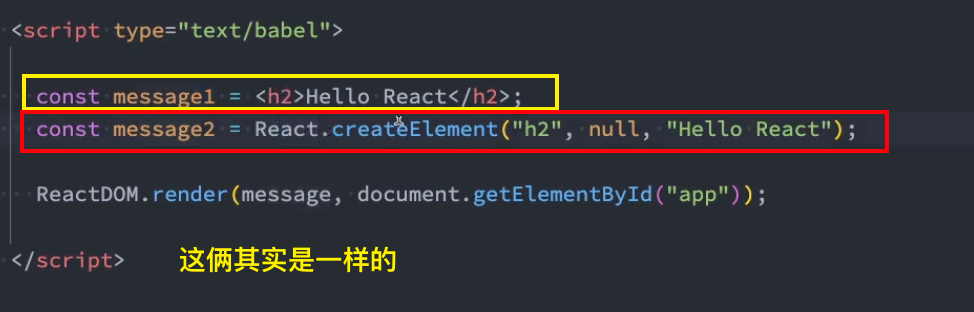 <script type="text/babel">
const message1 = <h2>Hello React</h2>;
const message2 = React.createElement("h2", null, "Hello React");
ReactDOM.render(message, document.getElementById("app"));
</script>
这俩其实是一样的